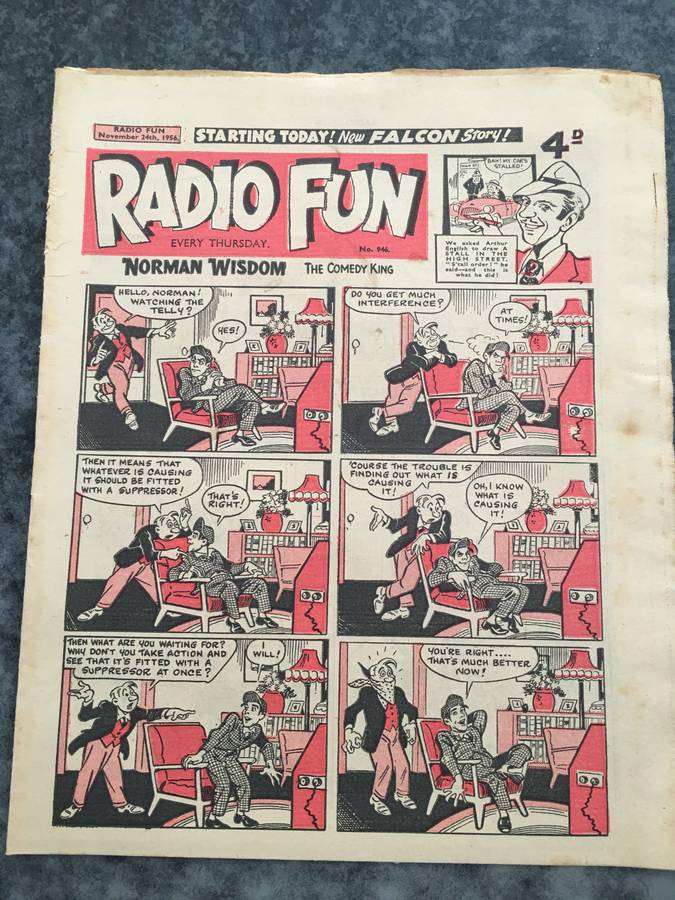 RADIO FUN
November 24th, 1956.
STARTING TODAY! New FALCON Story!
4D
RADIO FUN
EVERY THURSDAY.
No. 946.
BAH! MY CAR'S
STALLED!
We asked Arthur
English to draw A
STALL IN THE
HIGH STREET.
"S'tall order!" he
said—and this is
what he did!
NORMAN WISDOM THE COMEDY KING
HELLO, NORMAN!
WATCHING THE
TELLY?
YES!
DO YOU GET MUCH
INTERFERENCE?
AT
TIMES!
THEN IT MEANS THAT
WHATEVER IS CAUSING
IT SHOULD BE FITTED
WITH A SUPPRESSOR!
THAT'S
RIGHT!
'COURSE THE TROUBLE IS
FINDING OUT WHAT IS
CAUSING
IT!
OH, I KNOW
WHAT IS
CAUSING
IT!
THEN WHAT ARE YOU WAITING FOR?
WHY DON'T YOU TAKE ACTION AND
SEE THAT IT'S FITTED WITH A
SUPPRESSOR AT ONCE?
I
WILL!
YOU'RE RIGHT....
THAT'S MUCH BETTER
NOW!